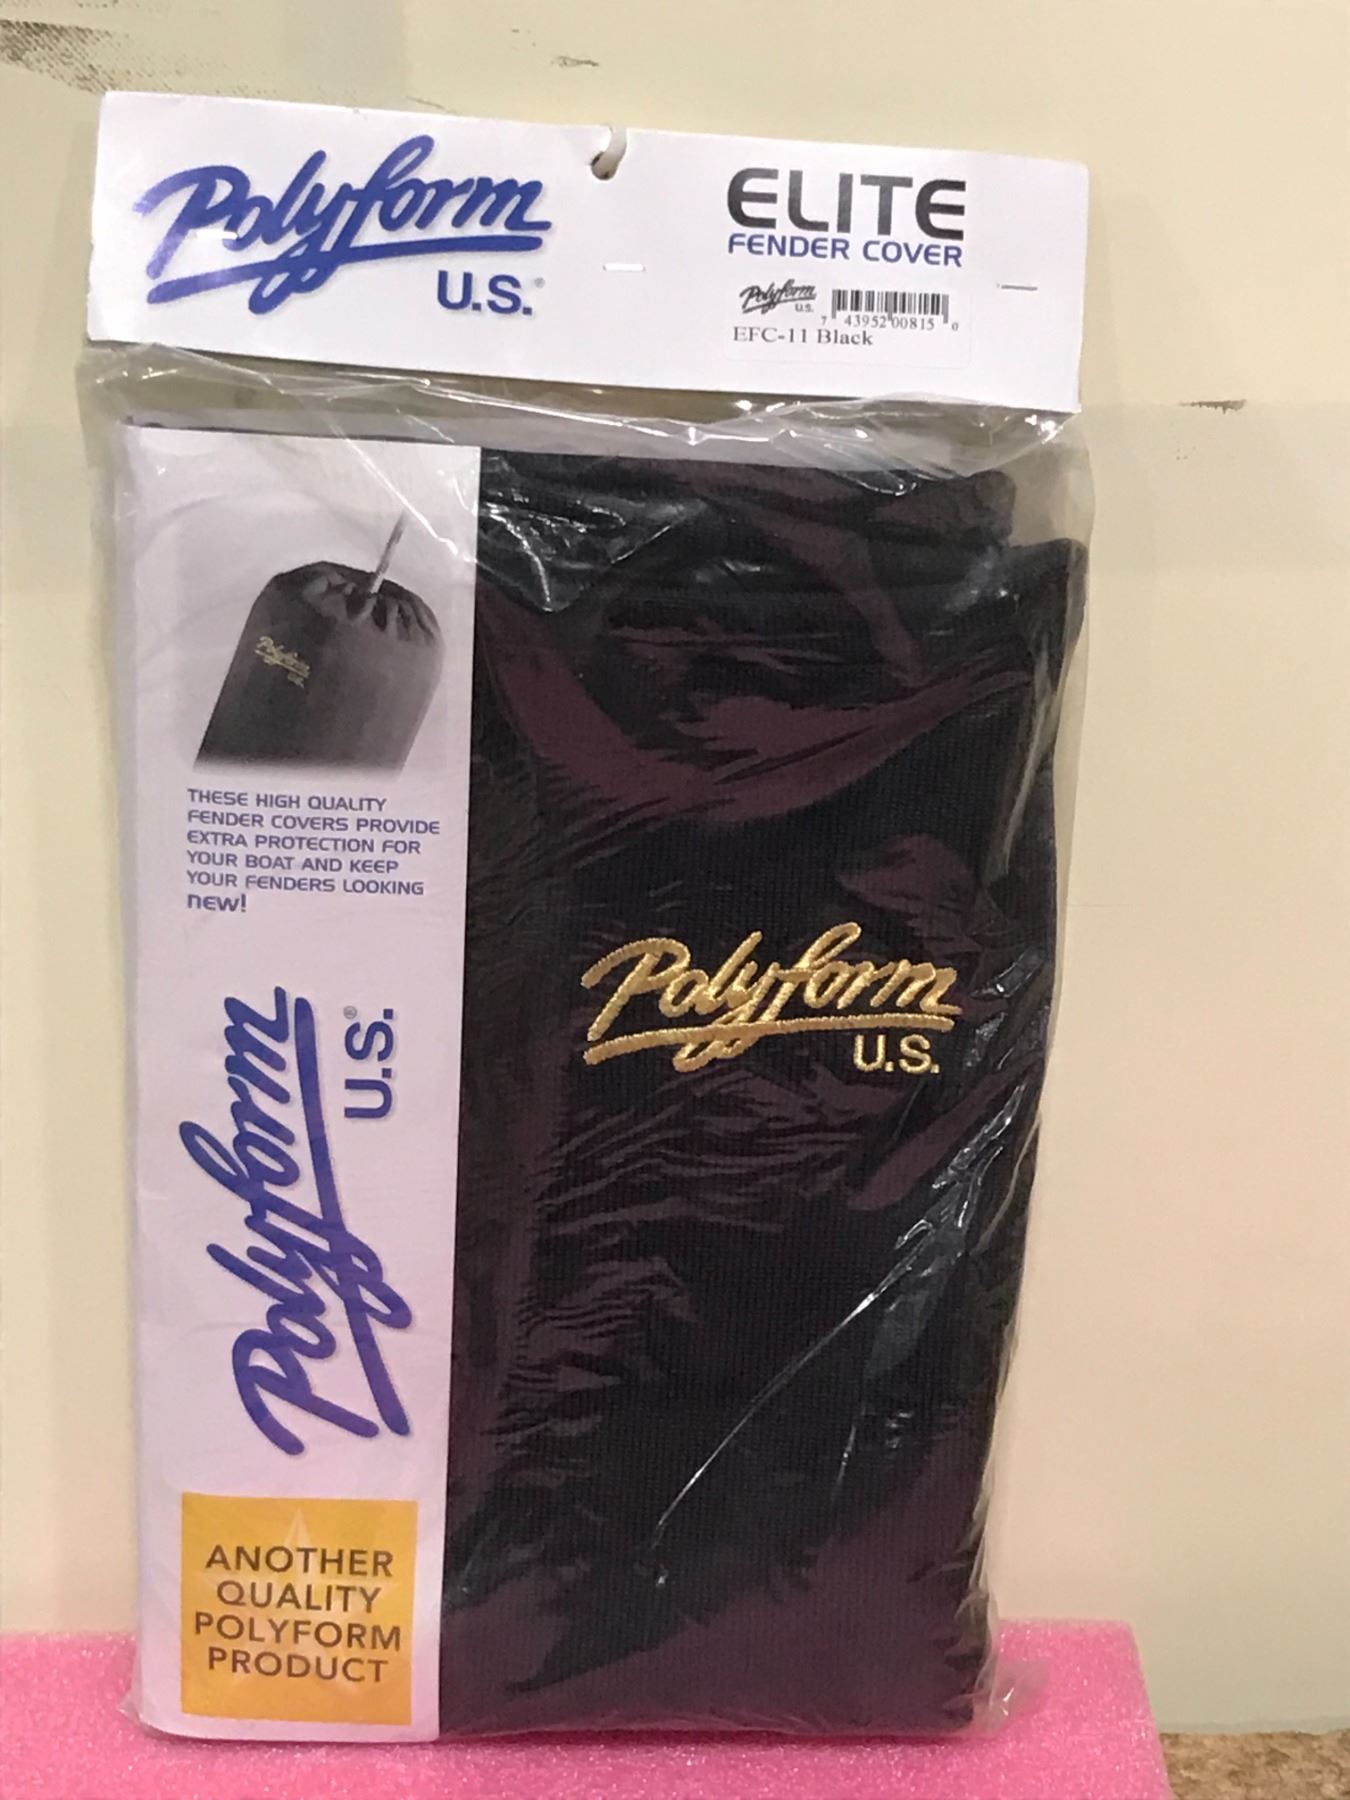 Polyform
U.S.®
ELITE
FENDER COVER
Polyform
U.S.
7 43952 00815 0
EFC-11 Black
Polyform
U.S.
THESE HIGH QUALITY
FENDER COVERS PROVIDE
EXTRA PROTECTION FOR
YOUR BOAT AND KEEP
YOUR FENDERS LOOKING
new!
Polyform
U.S.®
Polyform
U.S.
ANOTHER
QUALITY
POLYFORM
PRODUCT